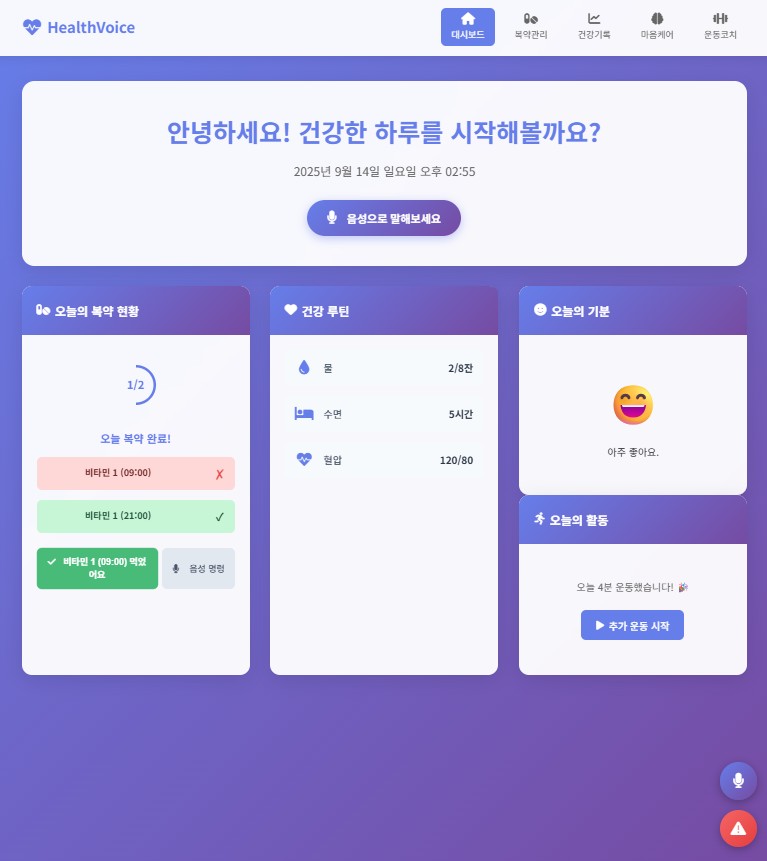 HealthVoice
대시보드
복약관리
건강기록
마음케어
운동코치
안녕하세요! 건강한 하루를 시작해볼까요?
2025년 9월 14일 일요일 오후 02:55
음성으로 말해보세요
오늘의 복약 현황
1/2
오늘 복약 완료!
비타민 1 (09:00) ✗
비타민 1 (21:00) ✓
비타민 1 (09:00) 먹었
어요
음성 명령
건강 루틴
물 2/8잔
수면 5시간
혈압 120/80
오늘의 기분
아주 좋아요.
오늘의 활동
오늘 4분 운동했습니다! 🎉
추가 운동 시작